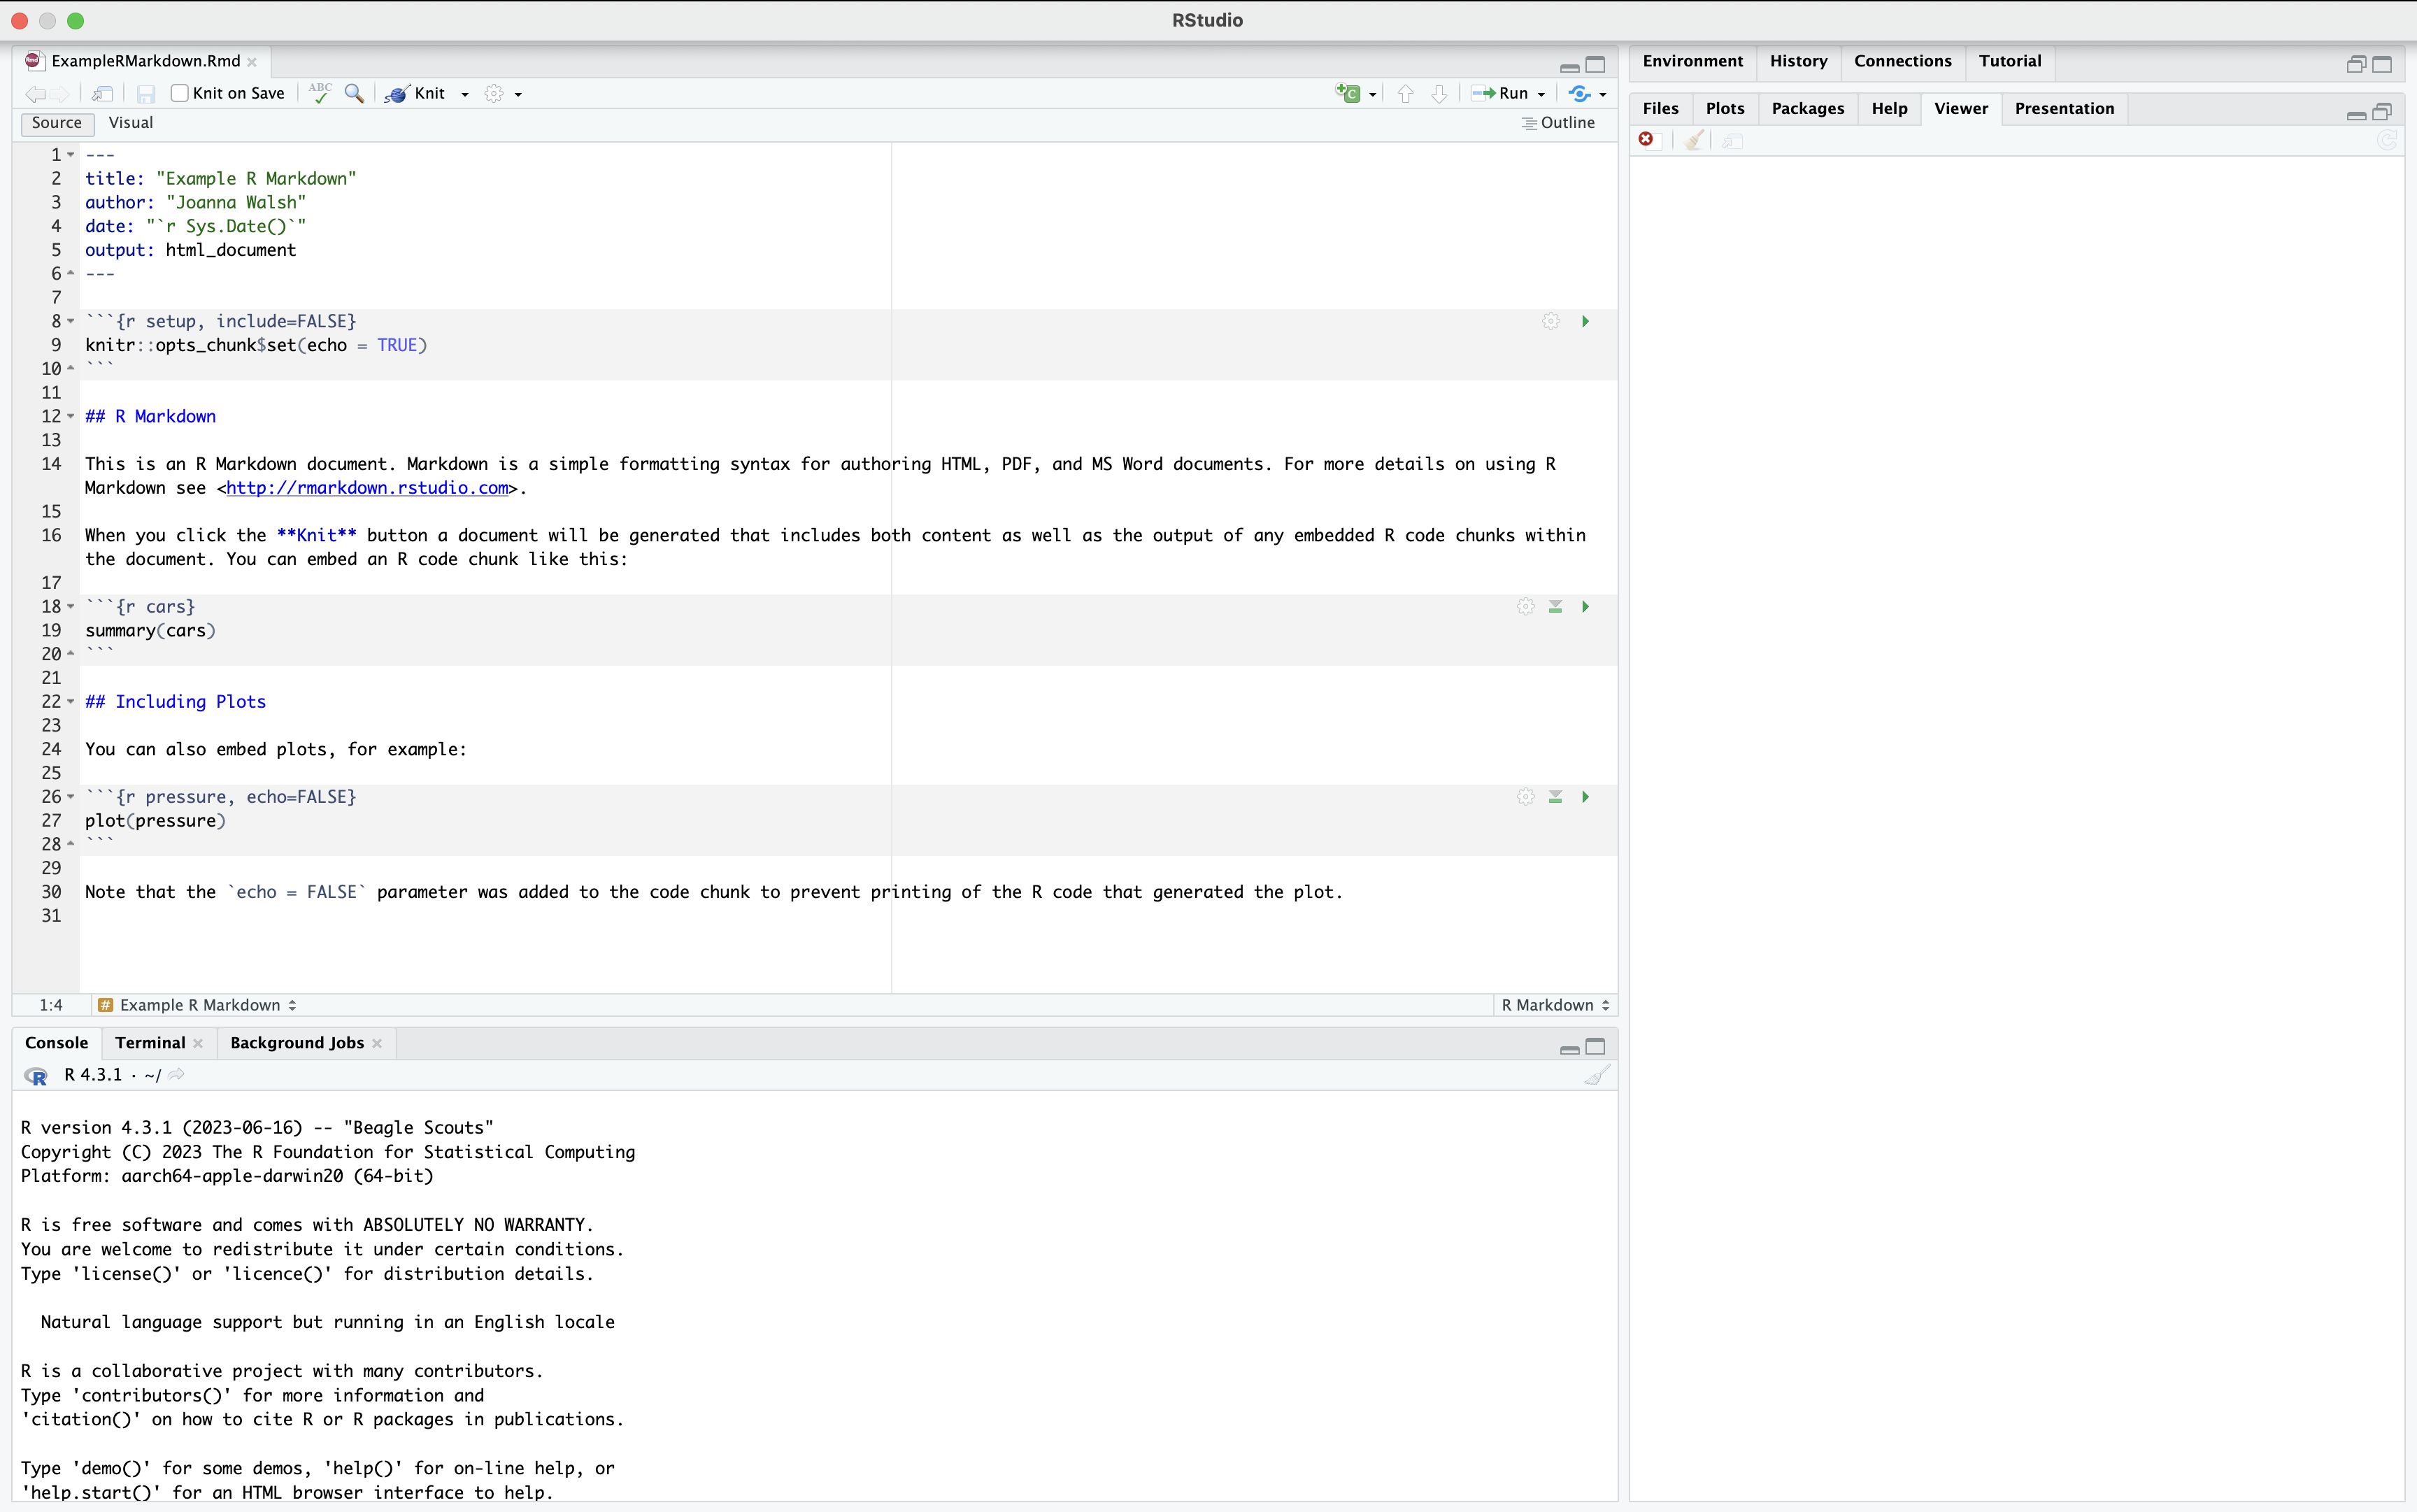 RStudio
ExampleRMarkdown.Rmd
ABC Knit on Save Knit Run
Source Visual Outline
1 ---
2 title: "Example R Markdown"
3 author: "Joanna Walsh"
4 date: "`r Sys.Date()`"
5 output: html_document
6 ---
7
8 ```{r setup, include=FALSE}
9 knitr::opts_chunk$set(echo = TRUE)
10 ```
11
12 ## R Markdown
13
14 This is an R Markdown document. Markdown is a simple formatting syntax for authoring HTML, PDF, and MS Word documents. For more details on using R
Markdown see <http://rmarkdown.rstudio.com>.
15
16 When you click the **Knit** button a document will be generated that includes both content as well as the output of any embedded R code chunks within
the document. You can embed an R code chunk like this:
17
18 ```{r cars}
19 summary(cars)
20 ```
21
22 ## Including Plots
23
24 You can also embed plots, for example:
25
26 ```{r pressure, echo=FALSE}
27 plot(pressure)
28 ```
29
30 Note that the `echo = FALSE` parameter was added to the code chunk to prevent printing of the R code that generated the plot.
31
1:4 # Example R Markdown R Markdown
Console Terminal Background Jobs
R R 4.3.1 · ~/
R version 4.3.1 (2023-06-16) -- "Beagle Scouts"
Copyright (C) 2023 The R Foundation for Statistical Computing
Platform: aarch64-apple-darwin20 (64-bit)
R is free software and comes with ABSOLUTELY NO WARRANTY.
You are welcome to redistribute it under certain conditions.
Type 'license()' or 'licence()' for distribution details.
Natural language support but running in an English locale
R is a collaborative project with many contributors.
Type 'contributors()' for more information and
'citation()' on how to cite R or R packages in publications.
Type 'demo()' for some demos, 'help()' for on-line help, or
'help.start()' for an HTML browser interface to help.
Environment History Connections Tutorial
Files Plots Packages Help Viewer Presentation